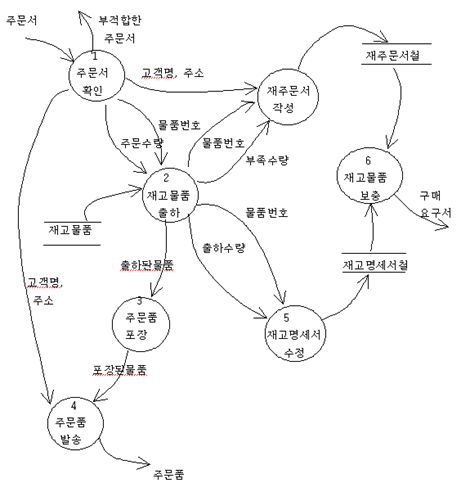 주문서
부적합한
주문서
1
주문서
확인
고객명, 주소
재주문서
작성
재주문서철
물품번호
주문수량
물품번호
부족수량
6
재고물품
보충
구매
요구서
2
재고물품
출하
재고물품
물품번호
출하수량
출하된물품
재고명세서철
고객명,
주소
3
주문품
포장
5
재고명세서
수정
포장된물품
4
주문품
발송
주문품